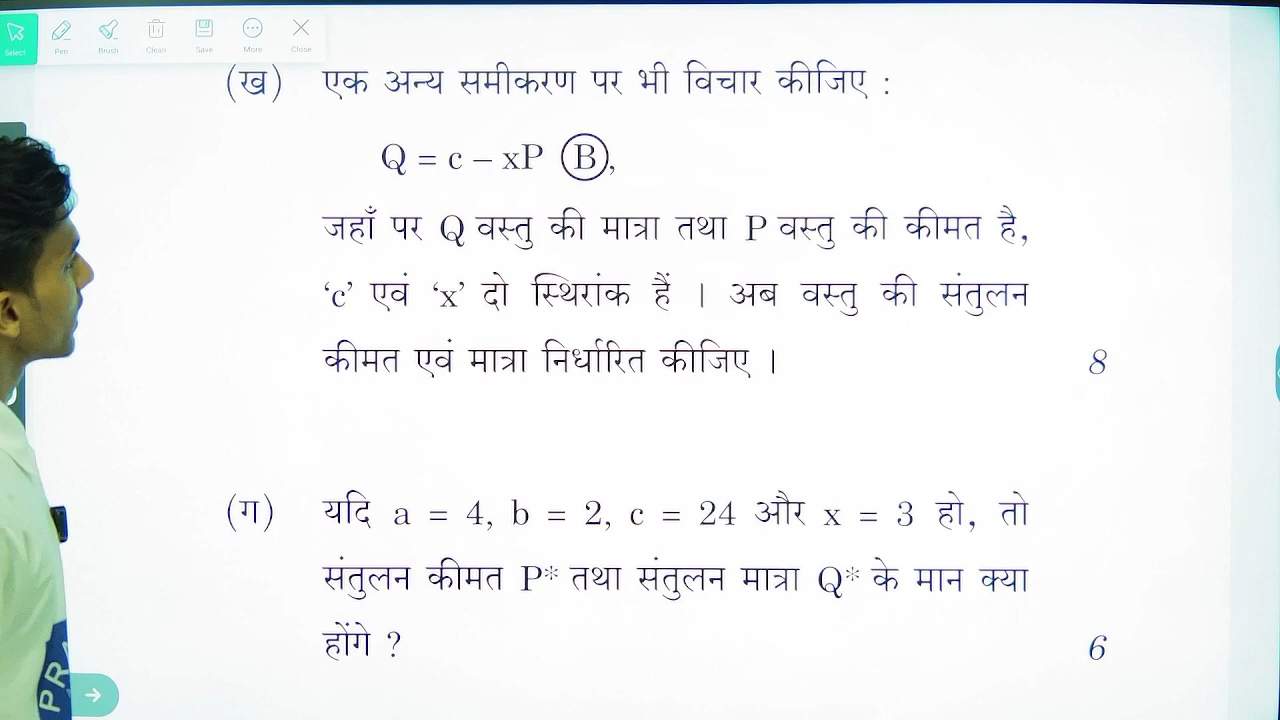 Select Pen Brush Clean Save More Close
(ख) एक अन्य समीकरण पर भी विचार कीजिए :
Q = c – xP Ⓑ,
जहाँ पर Q वस्तु की मात्रा तथा P वस्तु की कीमत है,
‘c’ एवं ‘x’ दो स्थिरांक हैं । अब वस्तु की संतुलन
कीमत एवं मात्रा निर्धारित कीजिए । 8
(ग) यदि a = 4, b = 2, c = 24 और x = 3 हो, तो
संतुलन कीमत P* तथा संतुलन मात्रा Q* के मान क्या
होंगे ? 6
PRA